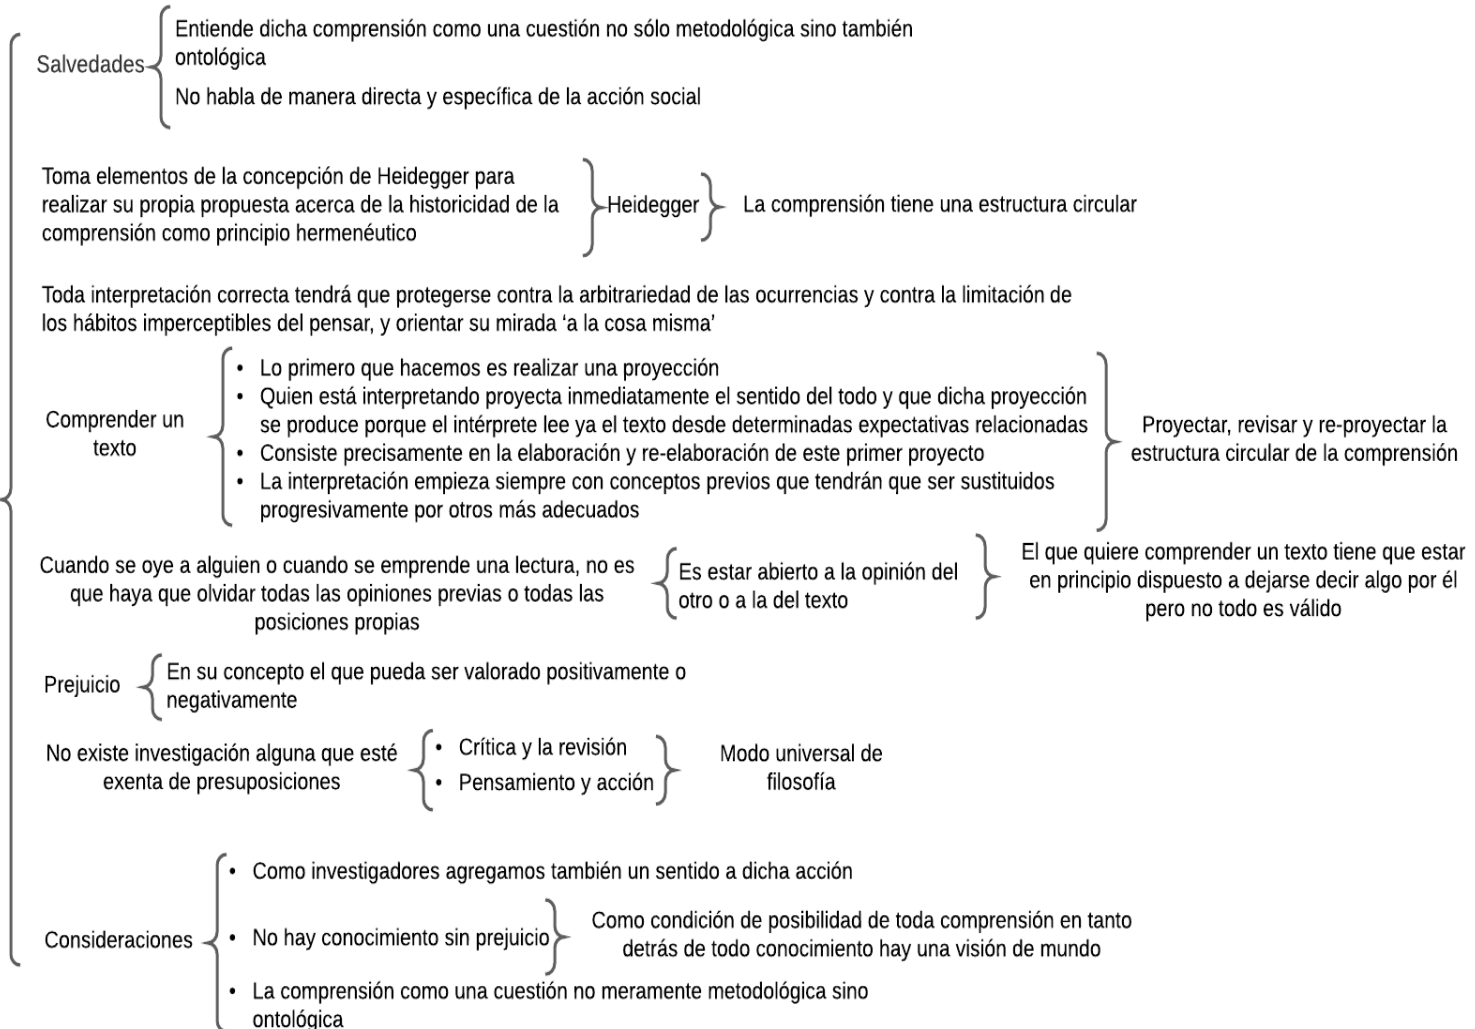 Salvedades
Entiende dicha comprensión como una cuestión no sólo metodológica sino también
ontológica
No habla de manera directa y específica de la acción social
Toma elementos de la concepción de Heidegger para
realizar su propia propuesta acerca de la historicidad de la
comprensión como principio hermenéutico
Heidegger
La comprensión tiene una estructura circular
Toda interpretación correcta tendrá que protegerse contra la arbitrariedad de las ocurrencias y contra la limitación de
los hábitos imperceptibles del pensar, y orientar su mirada ‘a la cosa misma’
Comprender un
texto
• Lo primero que hacemos es realizar una proyección
• Quien está interpretando proyecta inmediatamente el sentido del todo y que dicha proyección
se produce porque el intérprete lee ya el texto desde determinadas expectativas relacionadas
• Consiste precisamente en la elaboración y re-elaboración de este primer proyecto
• La interpretación empieza siempre con conceptos previos que tendrán que ser sustituidos
progresivamente por otros más adecuados
Proyectar, revisar y re-proyectar la
estructura circular de la comprensión
Cuando se oye a alguien o cuando se emprende una lectura, no es
que haya que olvidar todas las opiniones previas o todas las
posiciones propias
Es estar abierto a la opinión del
otro o a la del texto
El que quiere comprender un texto tiene que estar
en principio dispuesto a dejarse decir algo por él
pero no todo es válido
Prejuicio
En su concepto el que pueda ser valorado positivamente o
negativamente
No existe investigación alguna que esté
exenta de presuposiciones
• Crítica y la revisión
• Pensamiento y acción
Modo universal de
filosofía
Consideraciones
• Como investigadores agregamos también un sentido a dicha acción
• No hay conocimiento sin prejuicio
Como condición de posibilidad de toda comprensión en tanto
detrás de todo conocimiento hay una visión de mundo
• La comprensión como una cuestión no meramente metodológica sino
ontológica